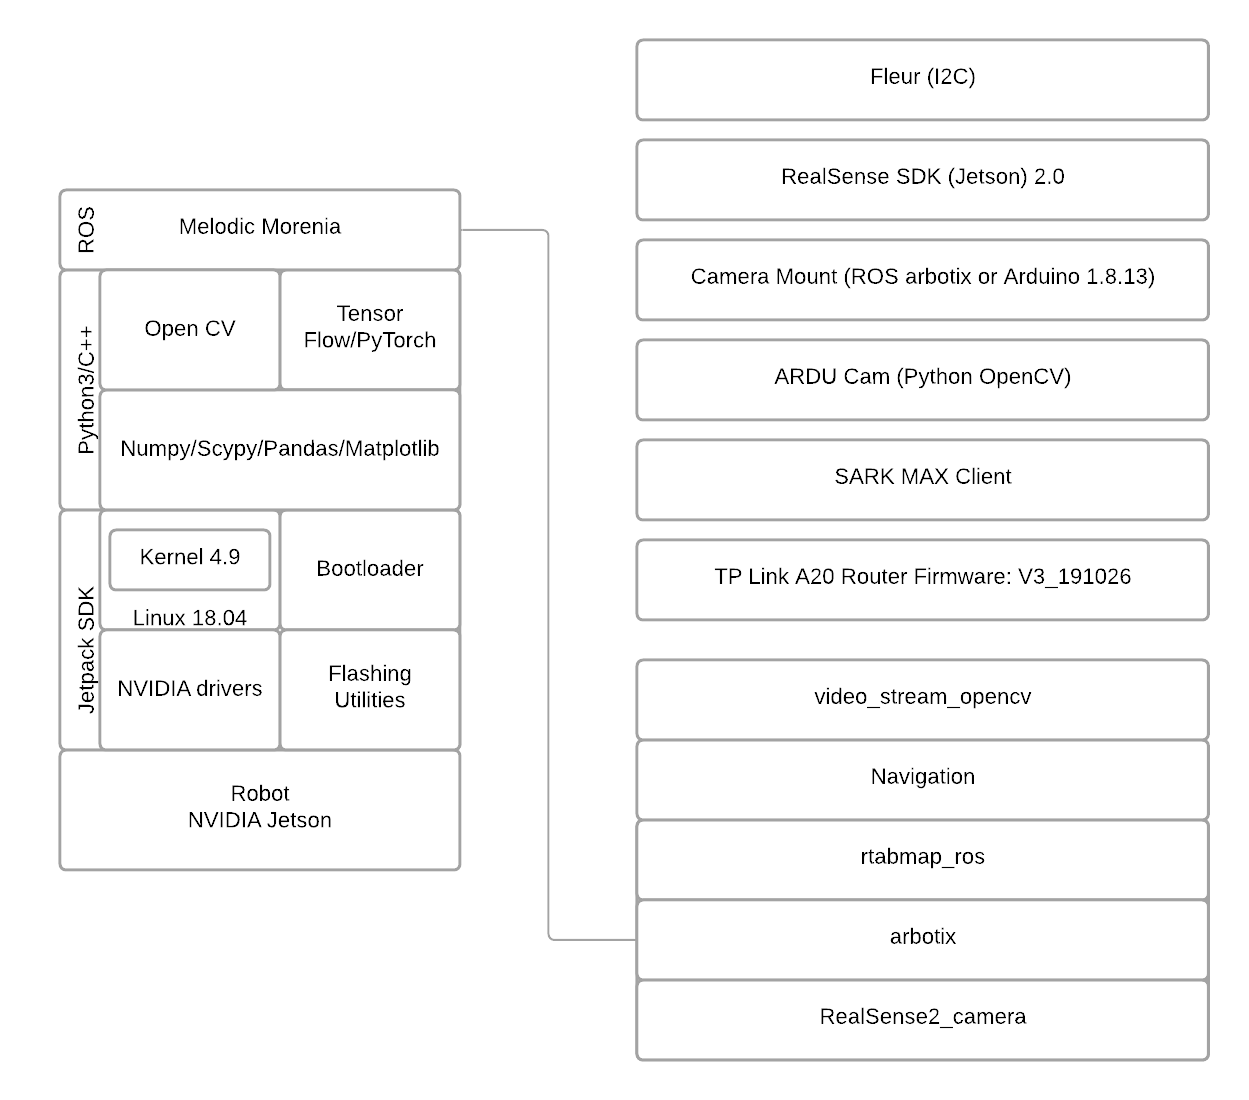 ROS
Melodic Morenia
Python3/C++
Open CV
Tensor
Flow/PyTorch
Numpy/Scypy/Pandas/Matplotlib
Jetpack SDK
Kernel 4.9
Linux 18.04
Bootloader
NVIDIA drivers
Flashing
Utilities
Robot
NVIDIA Jetson
Fleur (I2C)
RealSense SDK (Jetson) 2.0
Camera Mount (ROS arbotix or Arduino 1.8.13)
ARDU Cam (Python OpenCV)
SARK MAX Client
TP Link A20 Router Firmware: V3_191026
video_stream_opencv
Navigation
rtabmap_ros
arbotix
RealSense2_camera